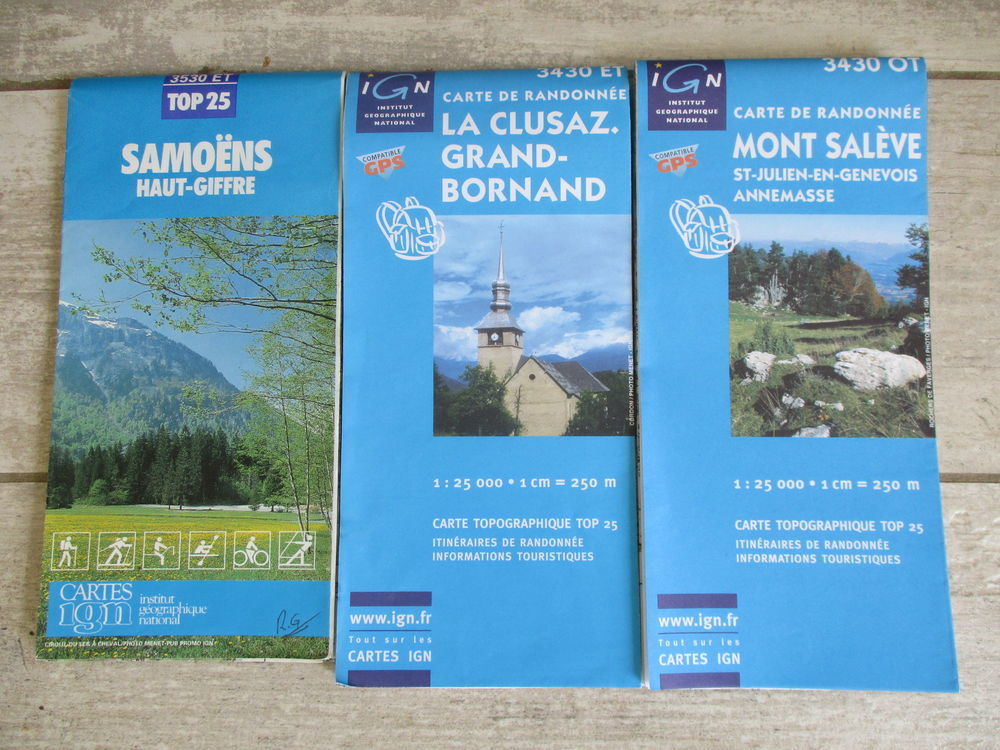 3530 ET
TOP 25
SAMOËNS
HAUT-GIFFRE
CARTES
ign
institut
géographique
national
R.G.
IGN
INSTITUT
GEOGRAPHIQUE
NATIONAL
3430 ET
CARTE DE RANDONNÉE
LA CLUSAZ.
GRAND-
BORNAND
COMPATIBLE
GPS
1 : 25 000 • 1 cm = 250 m
CARTE TOPOGRAPHIQUE TOP 25
ITINÉRAIRES DE RANDONNÉE
INFORMATIONS TOURISTIQUES
www.ign.fr
Tout sur les
CARTES IGN
IGN
INSTITUT
GEOGRAPHIQUE
NATIONAL
3430 OT
CARTE DE RANDONNÉE
MONT SALÈVE
ST-JULIEN-EN-GENEVOIS
ANNEMASSE
COMPATIBLE
GPS
1 : 25 000 • 1 cm = 250 m
CARTE TOPOGRAPHIQUE TOP 25
ITINÉRAIRES DE RANDONNÉE
INFORMATIONS TOURISTIQUES
www.ign.fr
Tout sur les
CARTES IGN